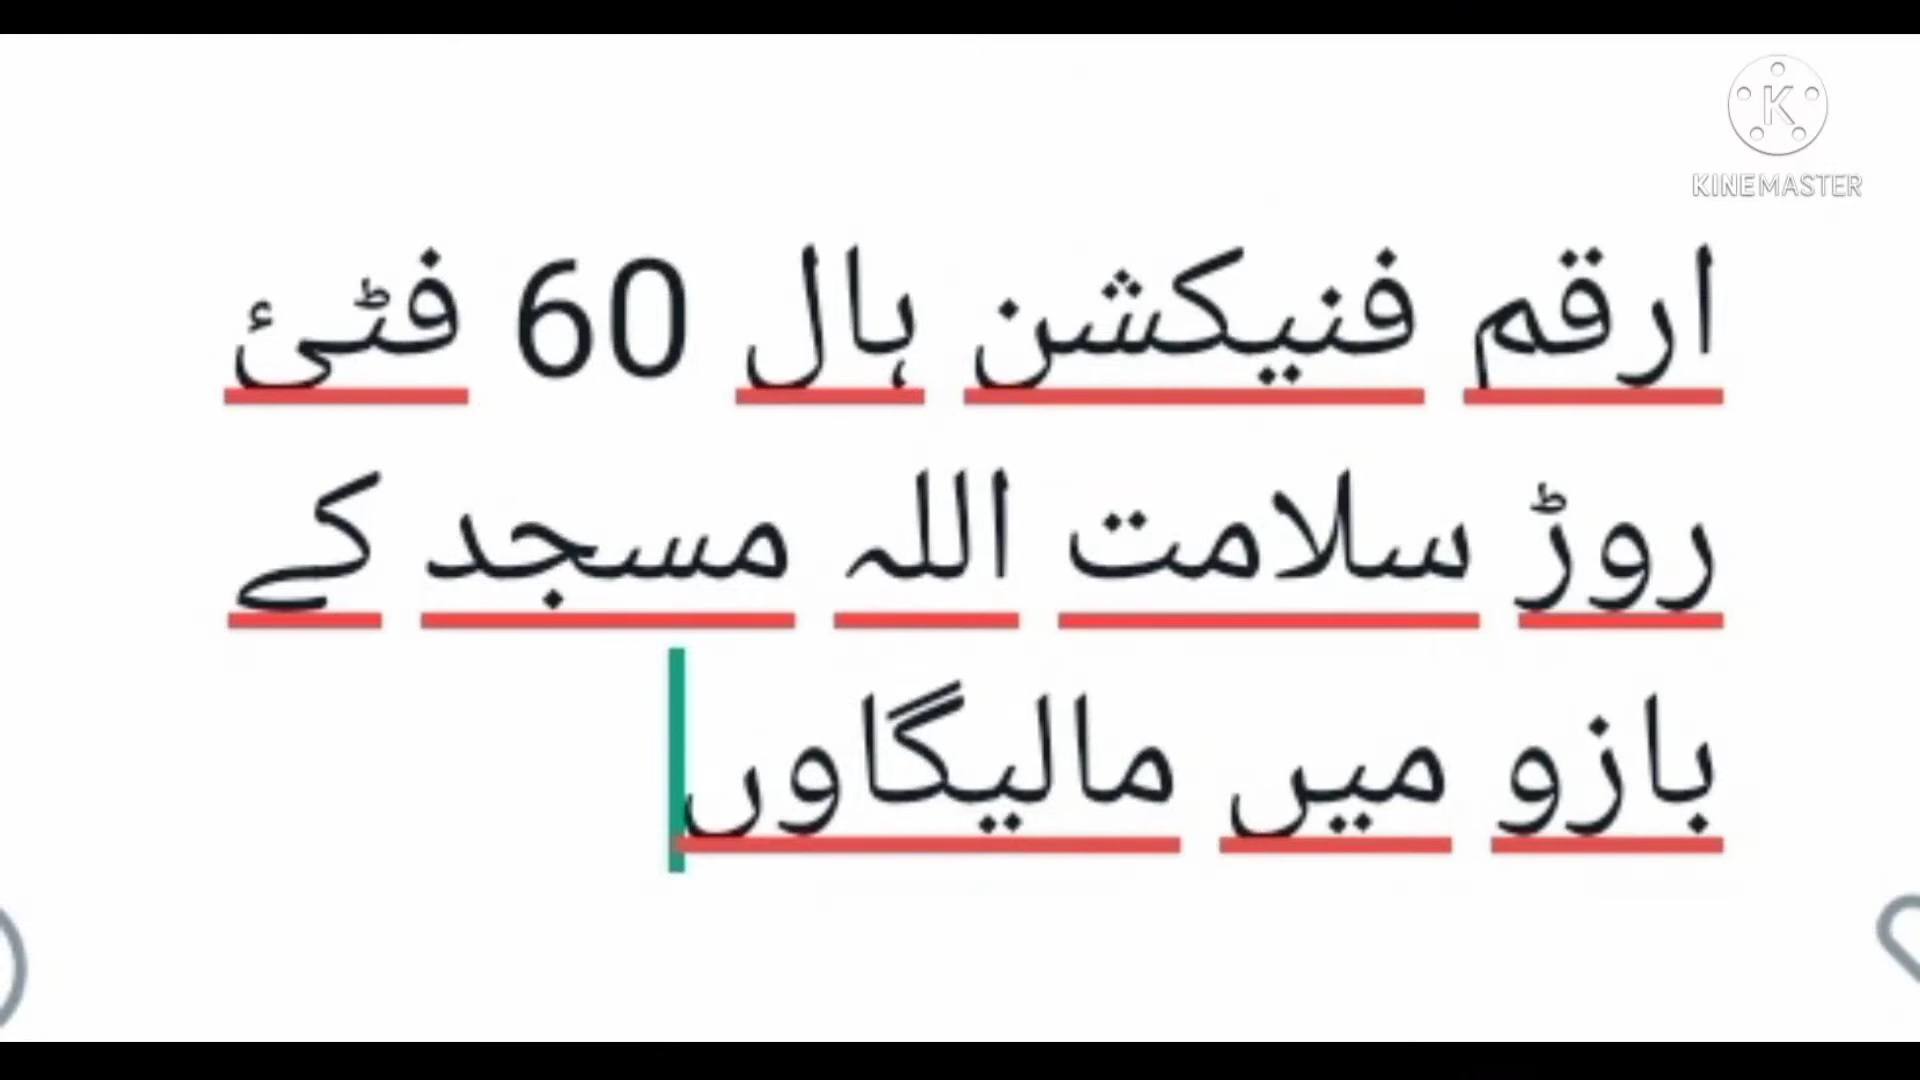 KINEMASTER
ارقم فنیکشن ہال 60 فٹئ
روڑ سلامت اللہ مسجد کے
بازو میں مالیگاوں